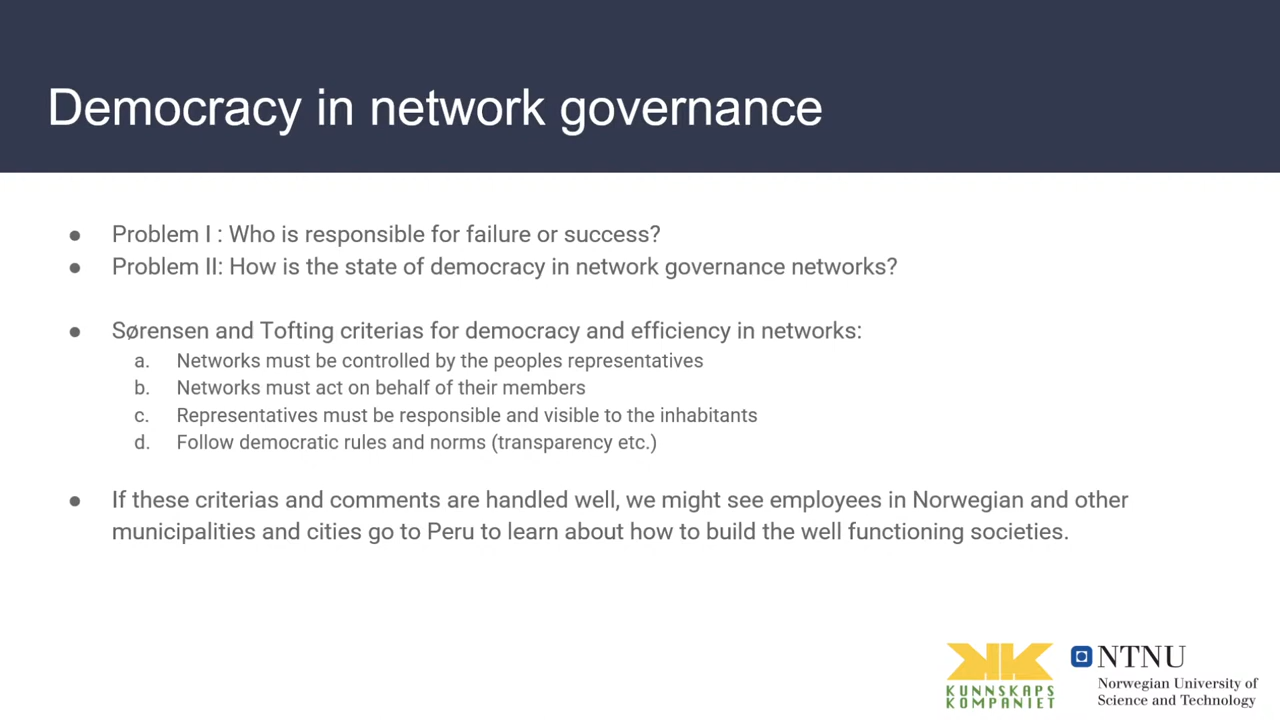 Democracy in network governance
● Problem I : Who is responsible for failure or success?
● Problem II: How is the state of democracy in network governance networks?
● Sørensen and Tofting criterias for democracy and efficiency in networks:
a. Networks must be controlled by the peoples representatives
b. Networks must act on behalf of their members
c. Representatives must be responsible and visible to the inhabitants
d. Follow democratic rules and norms (transparency etc.)
● If these criterias and comments are handled well, we might see employees in Norwegian and other
municipalities and cities go to Peru to learn about how to build the well functioning societies.
KUNNSKAPS
KOMPANIET
NTNU
Norwegian University of
Science and Technology